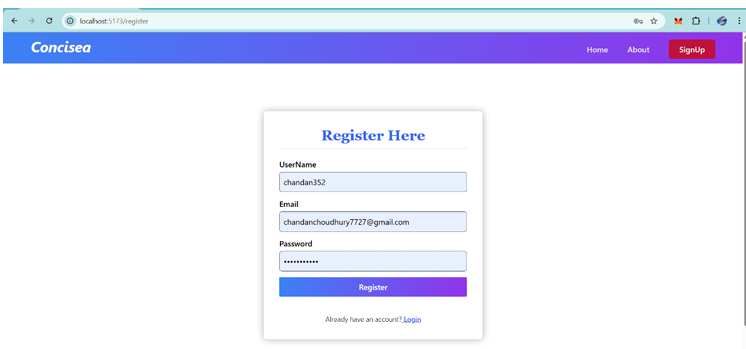 localhost:5173/register
Concisea
Home About SignUp
Register Here
UserName
chandan352
Email
chandanchoudhury7727@gmail.com
Password
•••••••••••
Register
Already have an account? Login